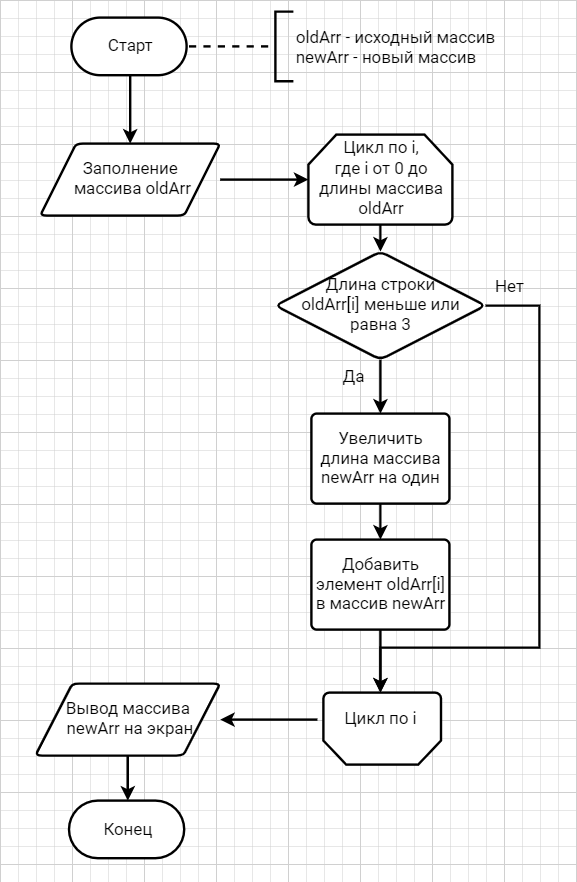 Старт
oldArr - исходный массив
newArr - новый массив
Заполнение
массива oldArr
Цикл по i,
где i от 0 до
длины массива
oldArr
Длина строки
oldArr[i] меньше или
равна 3
Нет
Да
Увеличить
длина массива
newArr на один
Добавить
элемент oldArr[i]
в массив newArr
Цикл по i
Вывод массива
newArr на экран
Конец